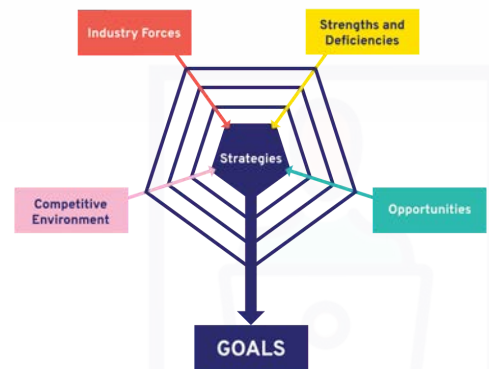 Industry Forces
Strengths and
Deficiencies
Strategies
Competitive
Environment
Opportunities
GOALS